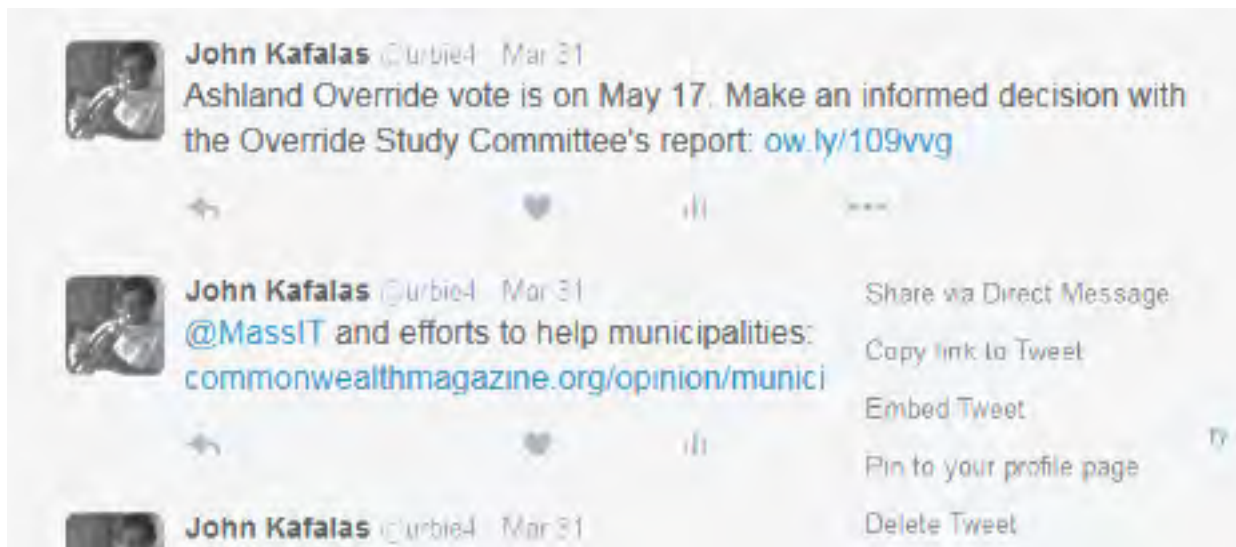 John Kafalas @urbie4 · Mar 31
Ashland Override vote is on May 17. Make an informed decision with
the Override Study Committee's report: ow.ly/109vvg
John Kafalas @urbie4 · Mar 31
@MassIT and efforts to help municipalities:
commonwealthmagazine.org/opinion/munici
Share via Direct Message
Copy link to Tweet
Embed Tweet
Pin to your profile page
Delete Tweet
ry
John Kafalas @urbie4 · Mar 31